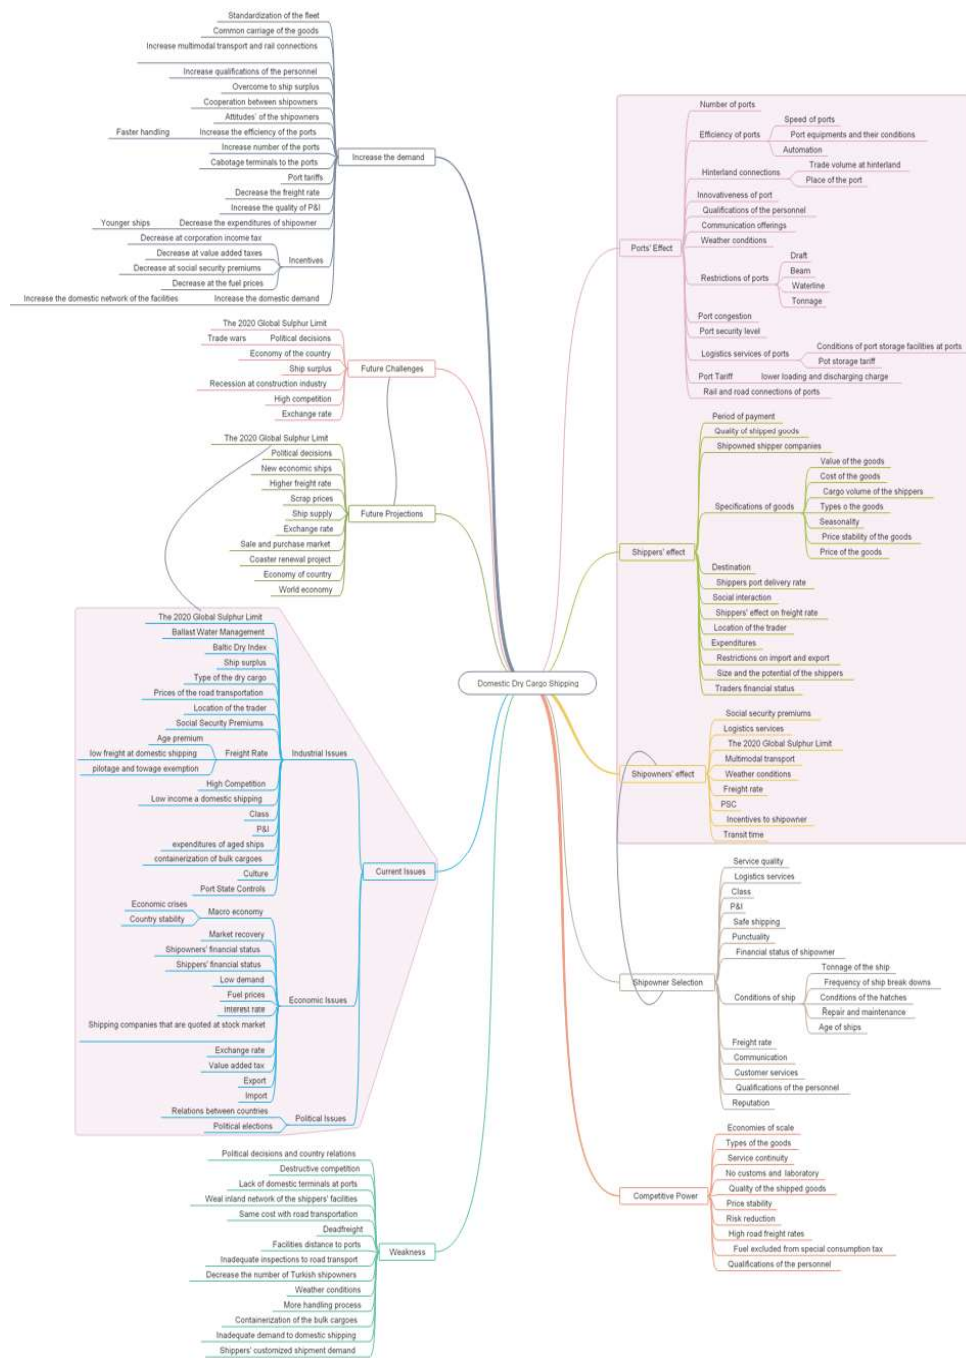 Domestic Dry Cargo Shipping
Increase the demand
Standardization of the fleet
Common carriage of the goods
Increase multimodal transport and rail connections
Increase qualifications of the personnel
Overcome to ship surplus
Cooperation between shipowners
Attitudes' of the shipowners
Increase the efficiency of the ports
Faster handling
Increase number of the ports
Cabotage terminals to the ports
Port tariffs
Decrease the freight rate
Increase the quality of P&I
Decrease the expenditures of shipowner
Younger ships
Incentives
Decrease at corporation income tax
Decrease at value added taxes
Decrease at social security premiums
Decrease at the fuel prices
Increase the domestic demand
Increase the domestic network of the facilities
Future Challenges
The 2020 Global Sulphur Limit
Political decisions
Trade wars
Economy of the country
Ship surplus
Recession at construction industry
High competition
Exchange rate
Future Projections
The 2020 Global Sulphur Limit
Political decisions
New economic ships
Higher freight rate
Scrap prices
Ship supply
Exchange rate
Sale and purchase market
Coaster renewal project
Economy of country
World economy
Current Issues
Industrial Issues
The 2020 Global Sulphur Limit
Ballast Water Management
Baltic Dry Index
Ship surplus
Type of the dry cargo
Prices of the road transportation
Location of the trader
Social Security Premiums
Freight Rate
Age premium
low freight at domestic shipping
pilotage and towage exemption
High Competition
Low income a domestic shipping
Class
P&I
expenditures of aged ships
containerization of bulk cargoes
Culture
Port State Controls
Economic Issues
Macro economy
Economic crises
Country stability
Market recovery
Shipowners' financial status
Shippers' financial status
Low demand
Fuel prices
interest rate
Shipping companies that are quoted at stock market
Exchange rate
Value added tax
Export
Import
Political Issues
Relations between countries
Political elections
Weakness
Political decisions and country relations
Destructive competition
Lack of domestic terminals at ports
Weal inland network of the shippers' facilities
Same cost with road transportation
Deadfreight
Facilities distance to ports
Inadequate inspections to road transport
Decrease the number of Turkish shipowners
Weather conditions
More handling process
Containerization of the bulk cargoes
Inadequate demand to domestic shipping
Shippers' customized shipment demand
Ports' Effect
Number of ports
Efficiency of ports
Speed of ports
Port equipments and their conditions
Automation
Hinterland connections
Trade volume at hinterland
Place of the port
Innovativeness of port
Qualifications of the personnel
Communication offerings
Weather conditions
Restrictions of ports
Draft
Beam
Waterline
Tonnage
Port congestion
Port security level
Logistics services of ports
Conditions of port storage facilities at ports
Pot storage tariff
Port Tariff
lower loading and discharging charge
Rail and road connections of ports
Shippers' effect
Period of payment
Quality of shipped goods
Shipowned shipper companies
Specifications of goods
Value of the goods
Cost of the goods
Cargo volume of the shippers
Types o the goods
Seasonality
Price stability of the goods
Price of the goods
Destination
Shippers port delivery rate
Social interaction
Shippers' effect on freight rate
Location of the trader
Expenditures
Restrictions on import and export
Size and the potential of the shippers
Traders financial status
Shipowners' effect
Social security premiums
Logistics services
The 2020 Global Sulphur Limit
Multimodal transport
Weather conditions
Freight rate
PSC
Incentives to shipowner
Transit time
Shipowner Selection
Service quality
Logistics services
Class
P&I
Safe shipping
Punctuality
Financial status of shipowner
Conditions of ship
Tonnage of the ship
Frequency of ship break downs
Conditions of the hatches
Repair and maintenance
Age of ships
Freight rate
Communication
Customer services
Qualifications of the personnel
Reputation
Competitive Power
Economies of scale
Types of the goods
Service continuity
No customs and laboratory
Quality of the shipped goods
Price stability
Risk reduction
High road freight rates
Fuel excluded from special consumption tax
Qualifications of the personnel